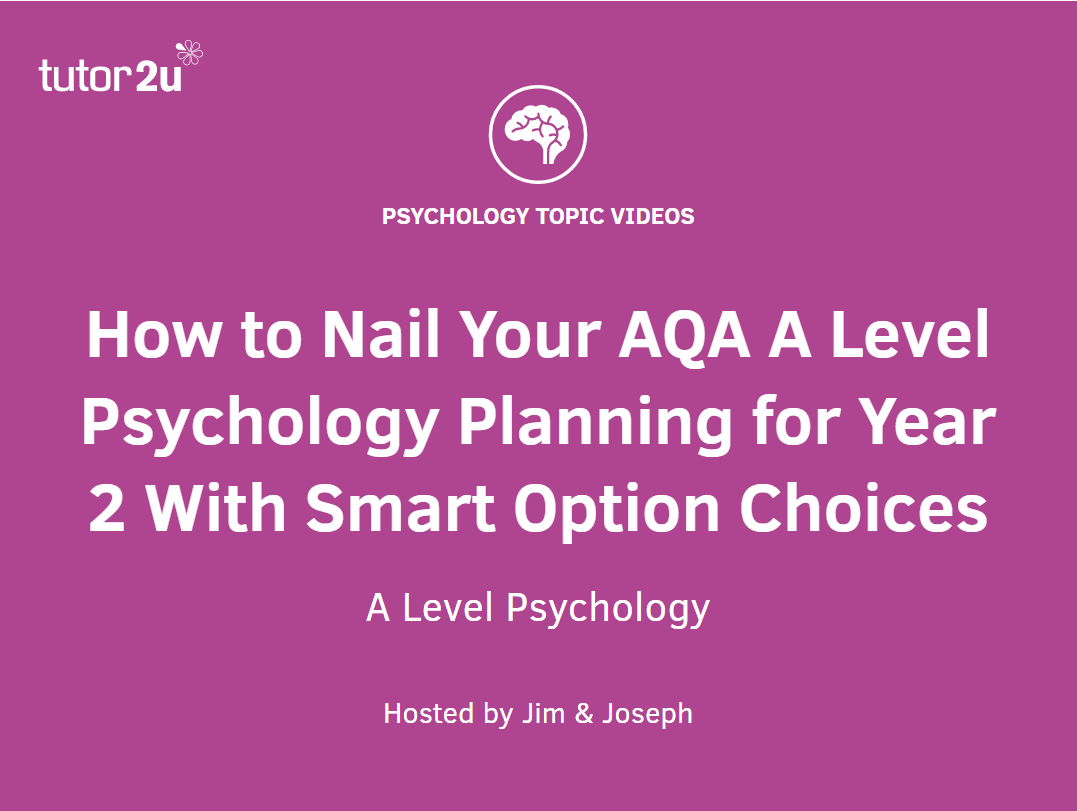 tutor2u
PSYCHOLOGY TOPIC VIDEOS
How to Nail Your AQA A Level
Psychology Planning for Year
2 With Smart Option Choices
A Level Psychology
Hosted by Jim & Joseph